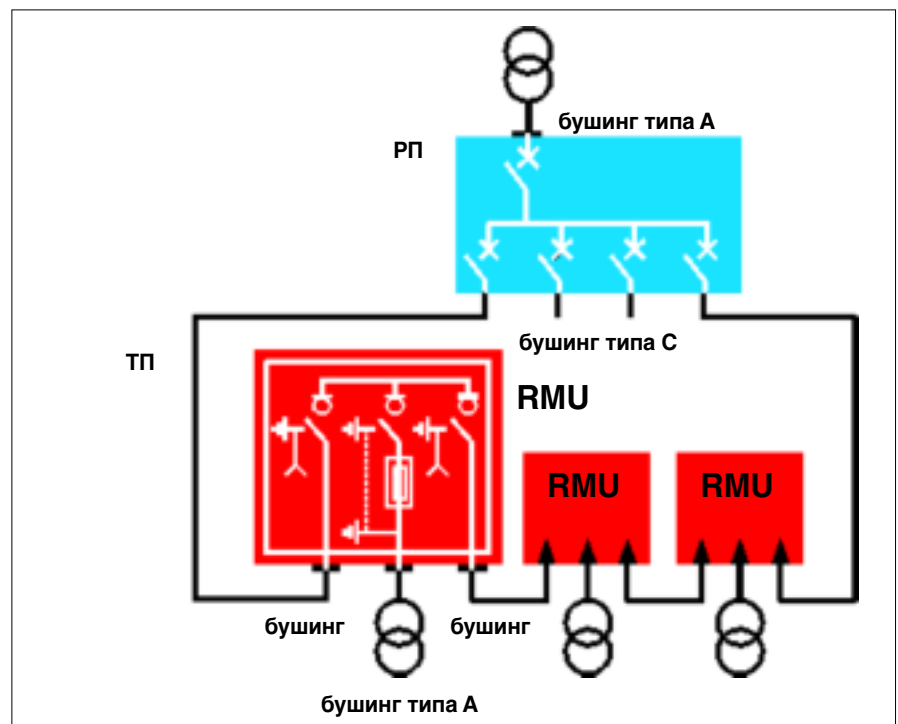 бушинг типа А
РП
бушинг типа С
ТП
RMU
RMU
RMU
бушинг
бушинг
бушинг типа А